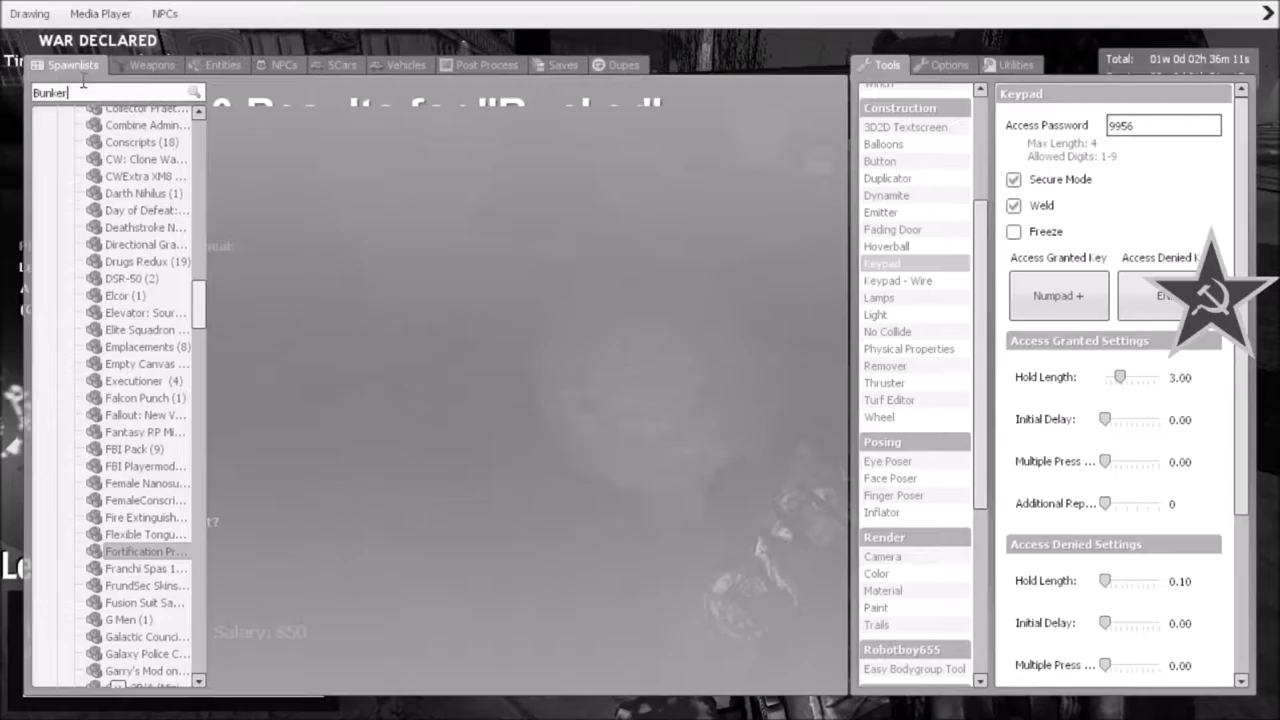 Drawing Media Player NPCs
WAR DECLARED
Spawnlists Weapons Entities NPCs SCars Vehicles Post Process Saves Dupes
Tools Options Utilities
Total: 01w 0d 02h 36m 11s
Bunker
Collector Praet...
Combine Admin...
Conscripts (18)
CW: Clone Wa...
CWExtra XM8 ...
Darth Nihilus (1)
Day of Defeat:...
Deathstroke N...
Directional Gra...
Drugs Redux (19)
DSR-50 (2)
Elcor (1)
Elevator: Sour...
Elite Squadron ...
Emplacements (8)
Empty Canvas ...
Executioner (4)
Falcon Punch (1)
Fallout: New V...
Fantasy RP Mi...
FBI Pack (9)
FBI Playermod...
Female Nanosu...
FemaleConscri...
Fire Extinguish...
Flexible Tongu...
Fortification Pr...
Franchi Spas 1...
FrundSec Skins...
Fusion Suit Sa...
G Men (1)
Galactic Counci...
Galaxy Police C...
Garry's Mod on...
Salary: $50
Construction
3D2D Textscreen
Balloons
Button
Duplicator
Dynamite
Emitter
Fading Door
Hoverball
Keypad
Keypad - Wire
Lamps
Light
No Collide
Physical Properties
Remover
Thruster
Turf Editor
Wheel
Posing
Eye Poser
Face Poser
Finger Poser
Inflator
Render
Camera
Color
Material
Paint
Trails
Robotboy655
Easy Bodygroup Tool
Keypad
Access Password 9956
Max Length: 4
Allowed Digits: 1-9
Secure Mode
Weld
Freeze
Access Granted Key Access Denied K
Numpad +
Access Granted Settings
Hold Length: 3.00
Initial Delay: 0.00
Multiple Press ... 0.00
Additional Rep... 0
Access Denied Settings
Hold Length: 0.10
Initial Delay: 0.00
Multiple Press ... 0.00